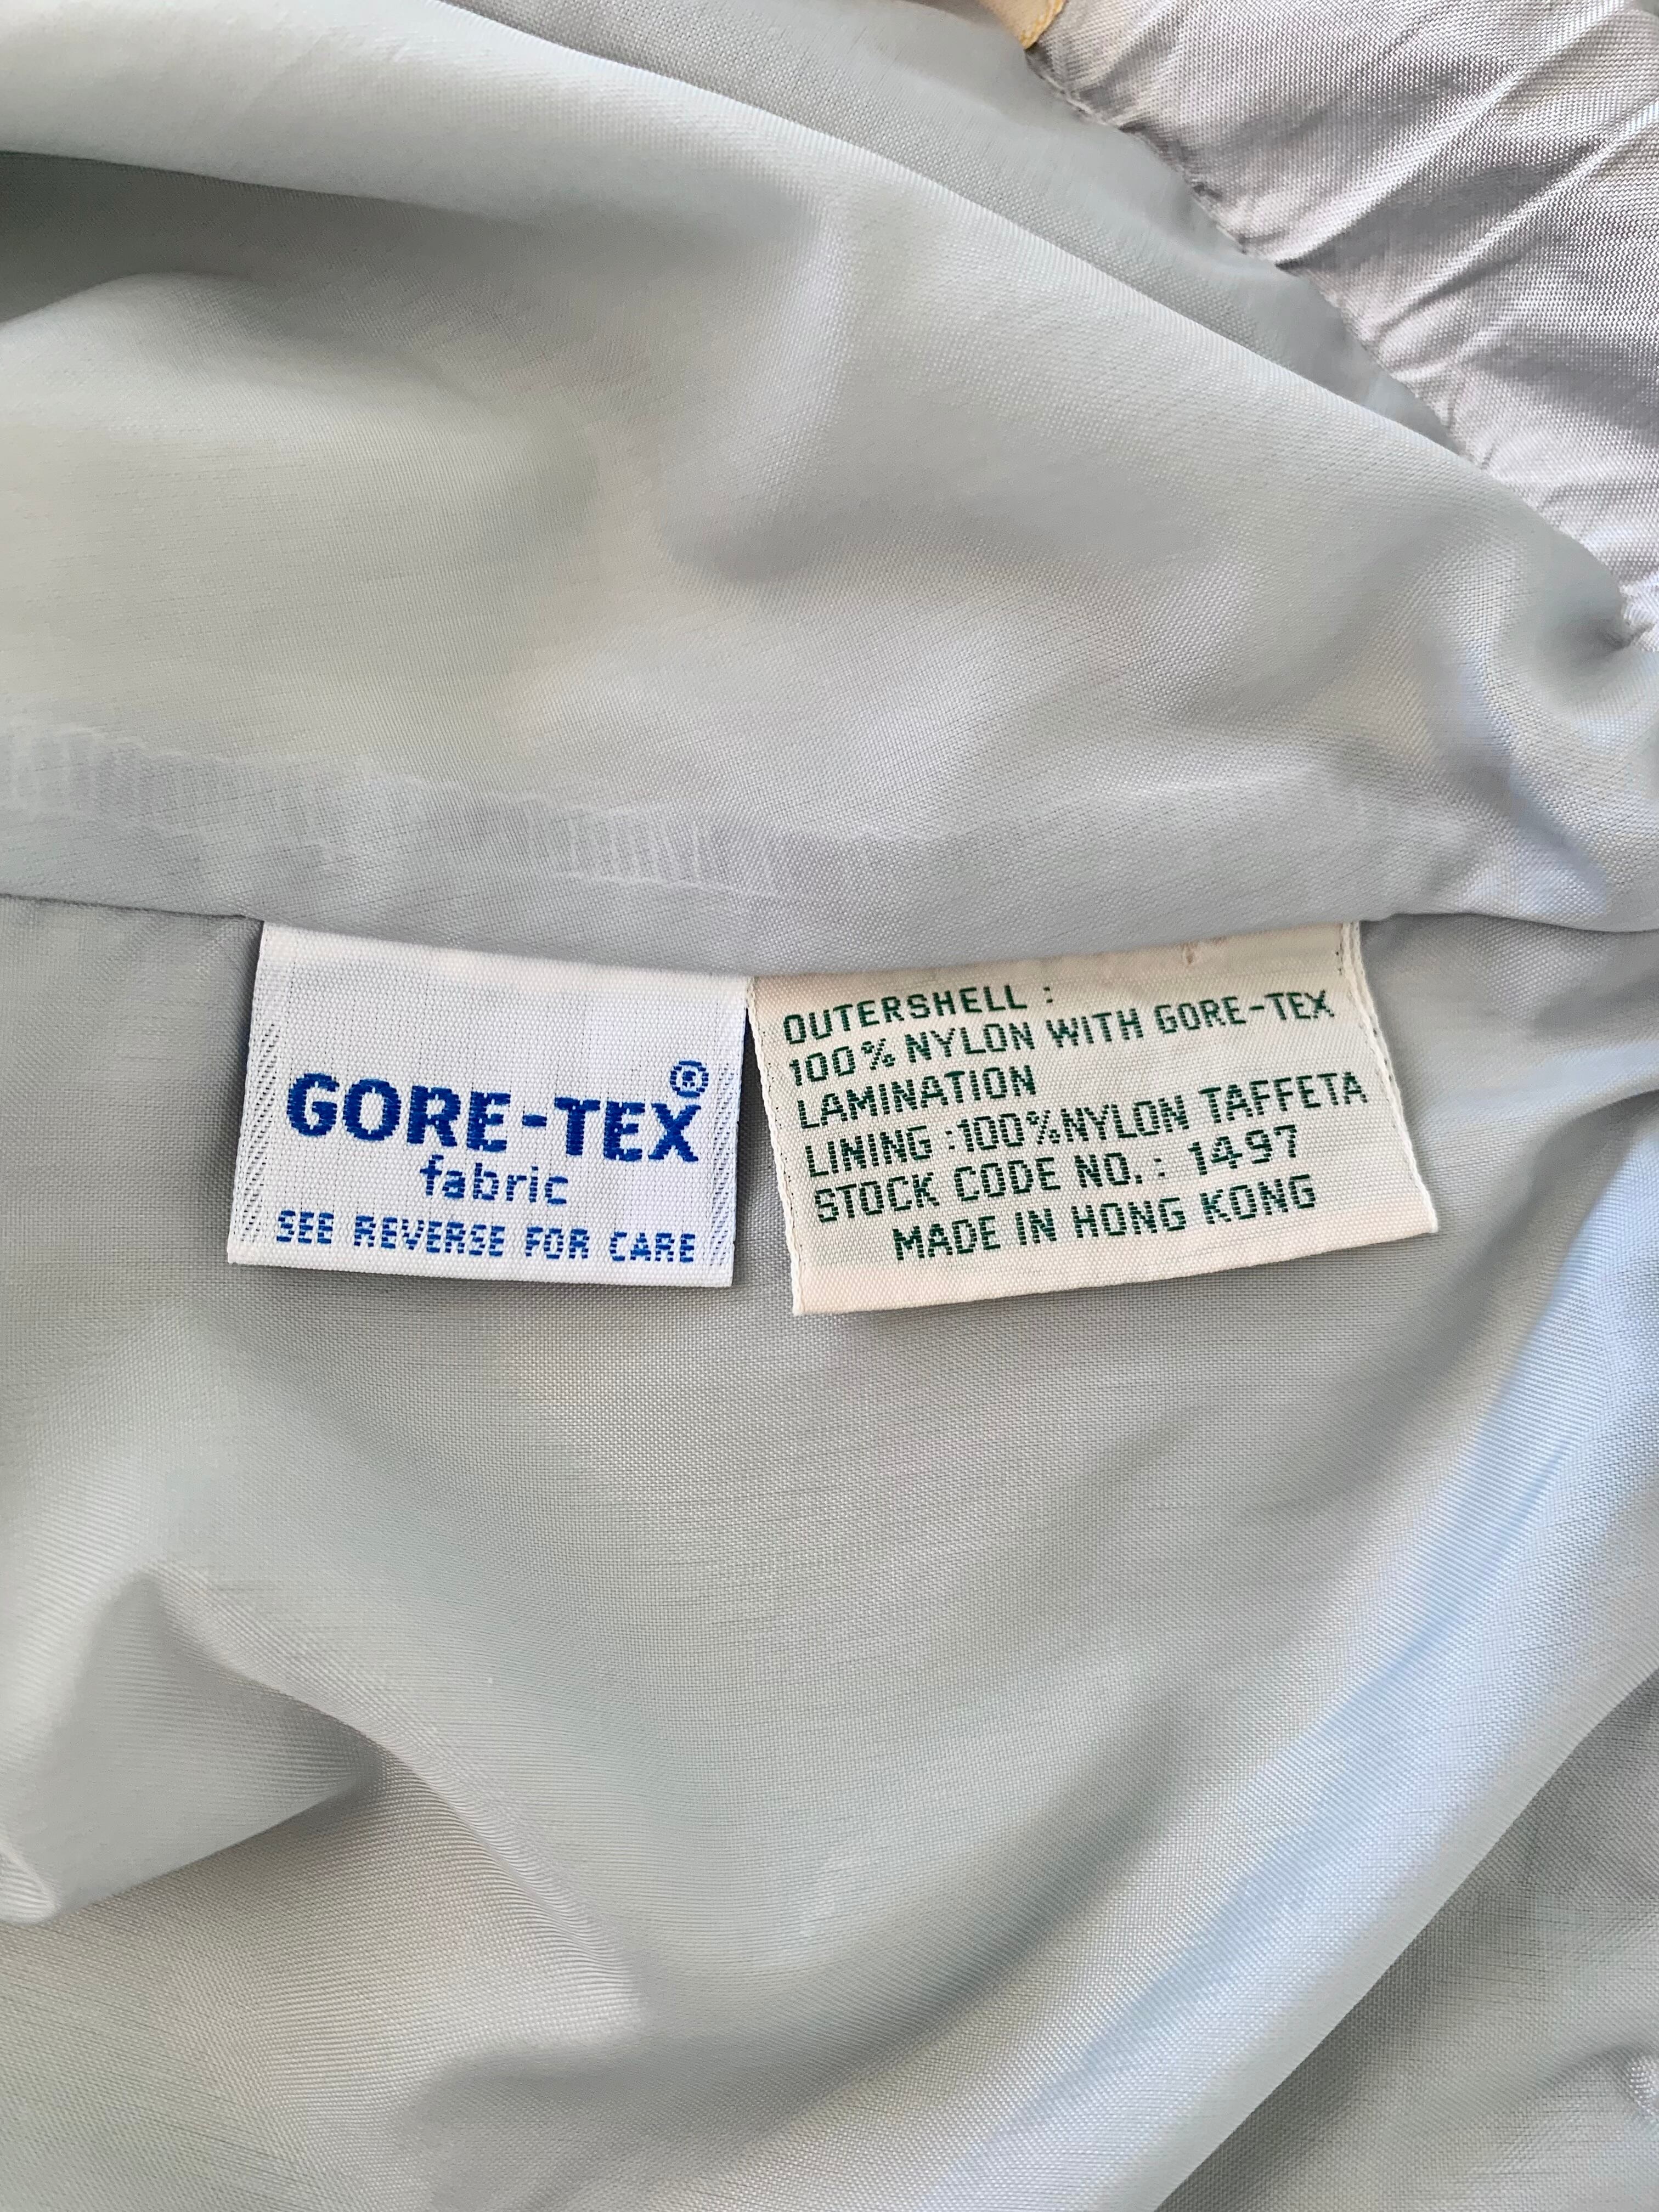 GORE-TEX®
fabric
SEE REVERSE FOR CARE
OUTERSHELL :
100% NYLON WITH GORE-TEX
LAMINATION
LINING :100%NYLON TAFFETA
STOCK CODE NO. : 1497
MADE IN HONG KONG